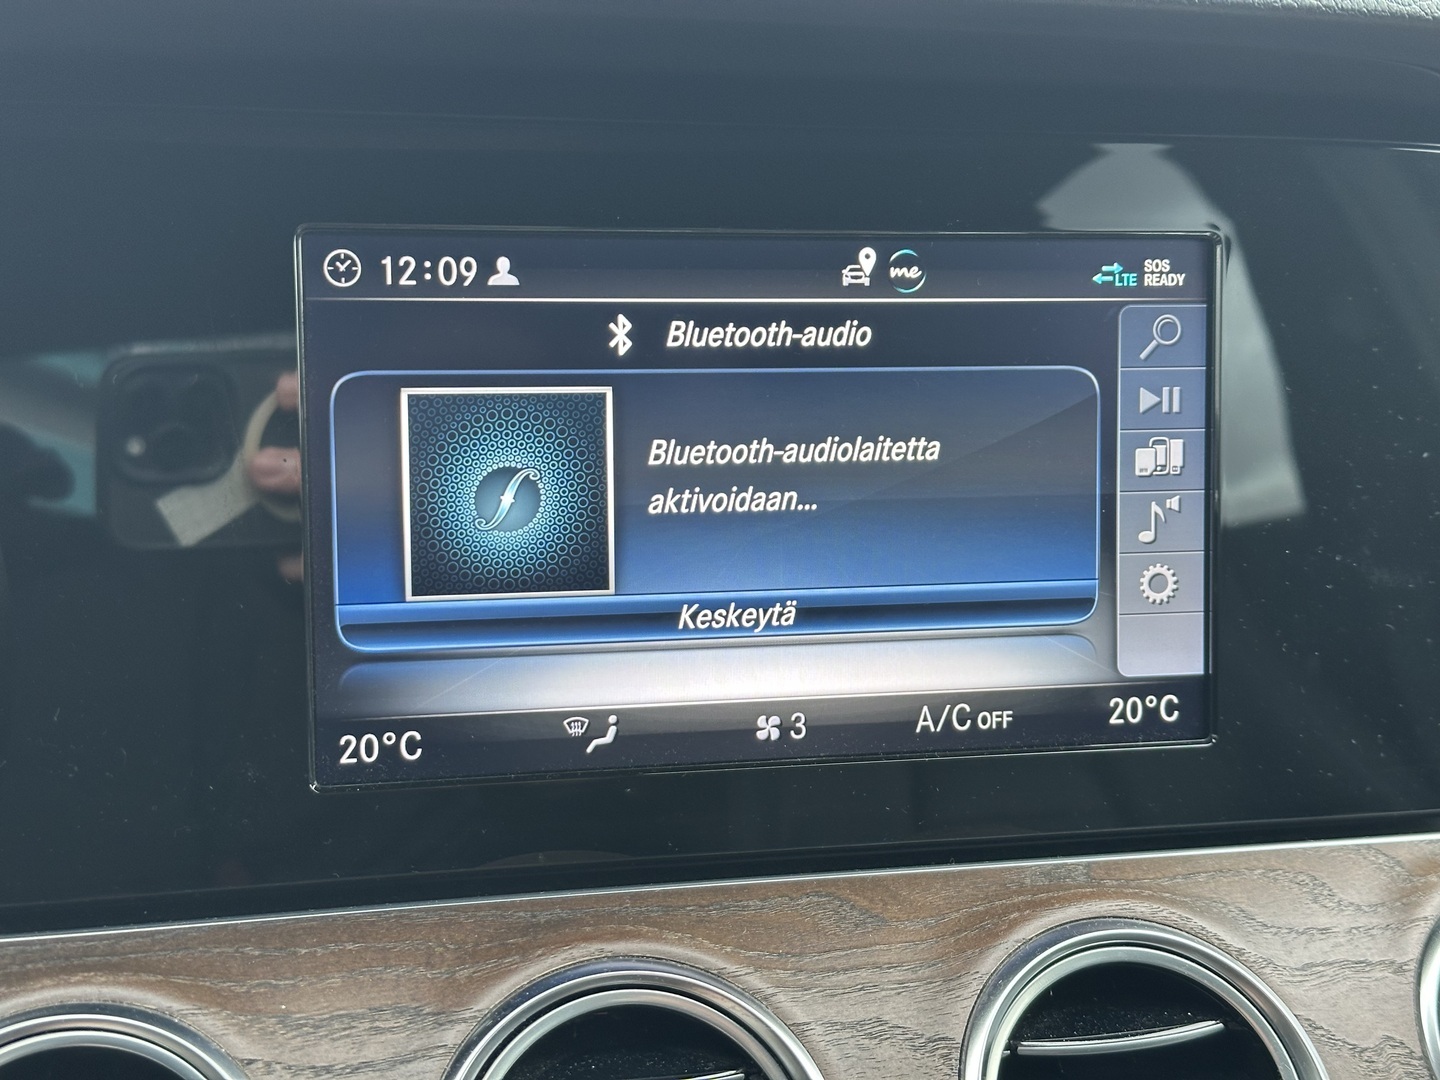 12:09 me LTE SOS
READY
Bluetooth-audio
Bluetooth-audiolaitetta
aktivoidaan...
Keskeytä
20°C 3 A/C OFF 20°C